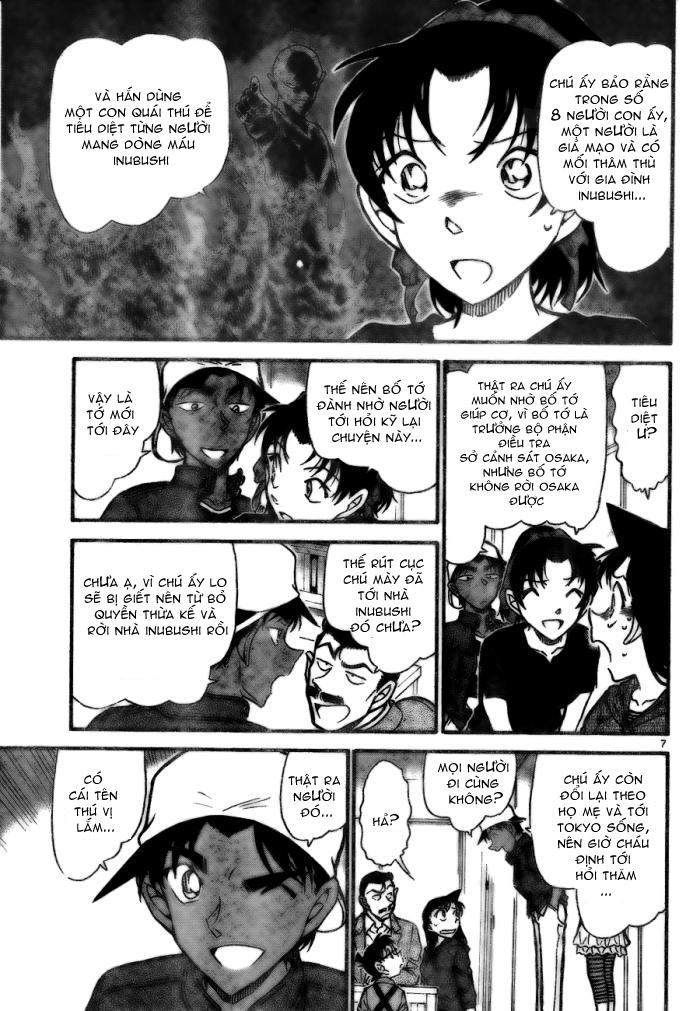 CHÚ ẤY BẢO RẰNG
TRONG SỐ
8 NGƯỜI CON ẤY,
MỘT NGƯỜI LÀ
GIẢ MẠO VÀ CÓ
MỐI THÂM THÙ
VỚI GIA ĐÌNH
INUBUSHI...
VÀ HẮN DÙNG
MỘT CON QUÁI THÚ ĐỂ
TIÊU DIỆT TỪNG NGƯỜI
MANG DÒNG MÁU
INUBUSHI
TIÊU
DIỆT
Ư?
THẬT RA CHÚ ẤY
MUỐN NHỜ BỐ TỚ
GIÚP CƠ, VÌ BỐ TỚ LÀ
TRƯỞNG BỘ PHẬN
ĐIỀU TRA
SỞ CẢNH SÁT OSAKA,
NHƯNG BỐ TỚ
KHÔNG RỜI OSAKA
ĐƯỢC
THẾ NÊN BỐ TỚ
ĐÀNH NHỜ NGƯỜI
TỚI HỎI KỸ LẠI
CHUYỆN NÀY...
VẬY LÀ
TỚ MỚI
TỚI ĐÂY
THẾ RÚT CỤC
CHÚ MÀY ĐÃ
TỚI NHÀ
INUBUSHI
ĐÓ CHƯA?
CHƯA Ạ, VÌ CHÚ ẤY LO
SẼ BỊ GIẾT NÊN TỪ BỎ
QUYỀN THỪA KẾ VÀ
RỜI NHÀ INUBUSHI RỒI
7
CHÚ ẤY CÒN
ĐỔI LẠI THEO
HỌ MẸ VÀ TỚI
TOKYO SỐNG,
NÊN GIỜ CHÁU
ĐỊNH TỚI
HỎI THĂM
...
MỌI NGƯỜI
ĐI CÙNG
KHÔNG?
HẢ?
THẬT RA
NGƯỜI
ĐÓ...
CÓ
CÁI TÊN
THÚ VỊ
LẮM...